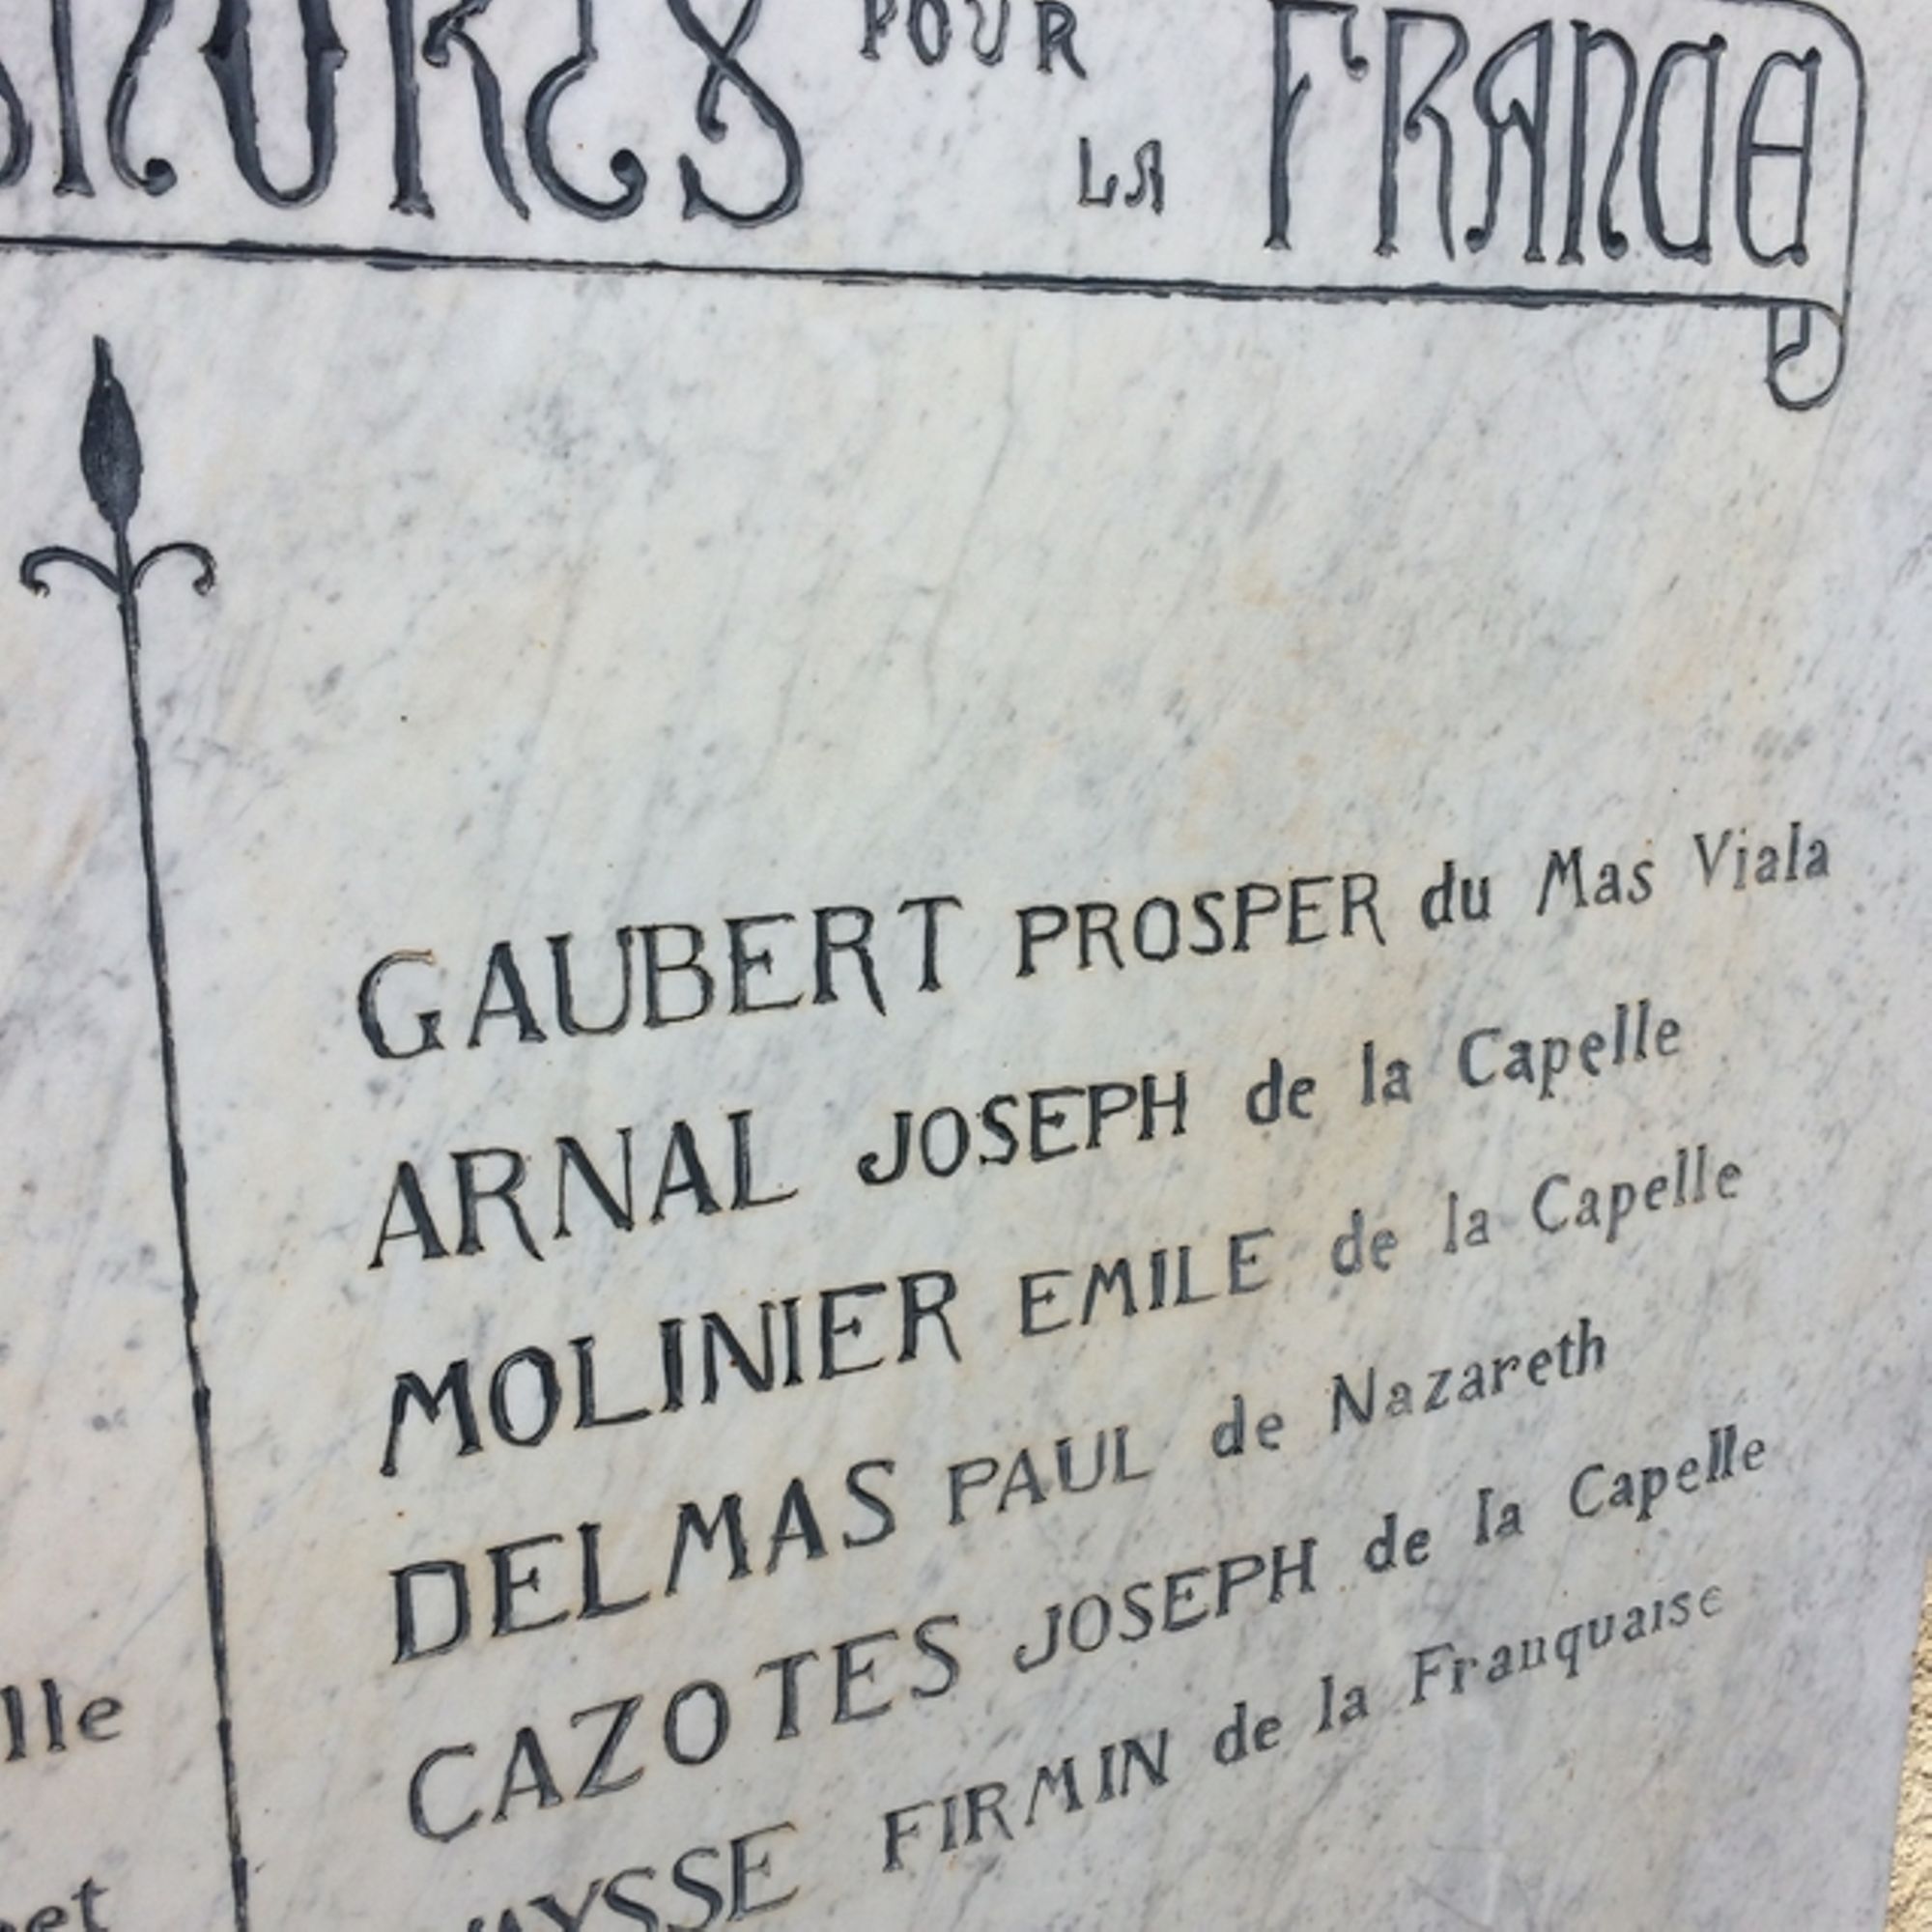 POUR
LA FRANCE
GAUBERT PROSPER du Mas Viala
ARNAL JOSEPH de la Capelle
MOLINIER EMILE de la Capelle
DELMAS PAUL de Nazareth
CAZOTES JOSEPH de la Capelle
FIRMIN de la Franquaise